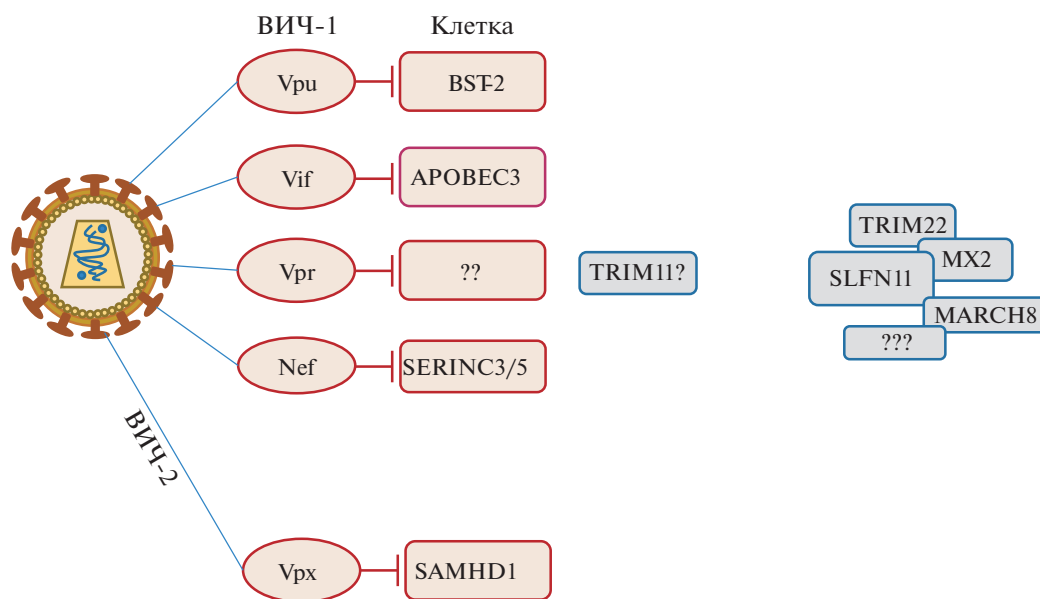 ВИЧ-1
Клетка
Vpu
BST-2
Vif
APOBEC3
Vpr
??
TRIM11?
TRIM22
MX2
SLFN11
MARCH8
???
Nef
SERINC3/5
ВИЧ-2
Vpx
SAMHD1